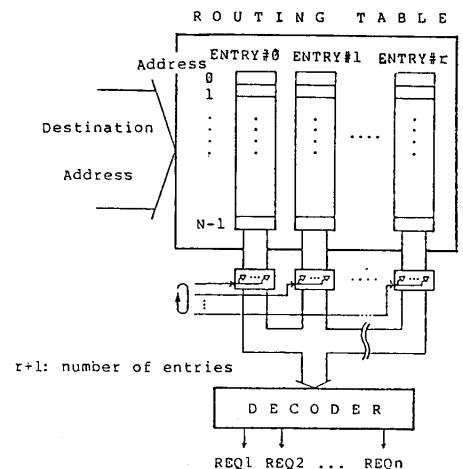 ROUTING TABLE
Address ENTRY#0 ENTRY#1 ENTRY#r
0
1
Destination
Address
N-1
r+1: number of entries
DECODER
REQ1 REQ2 ... REQn